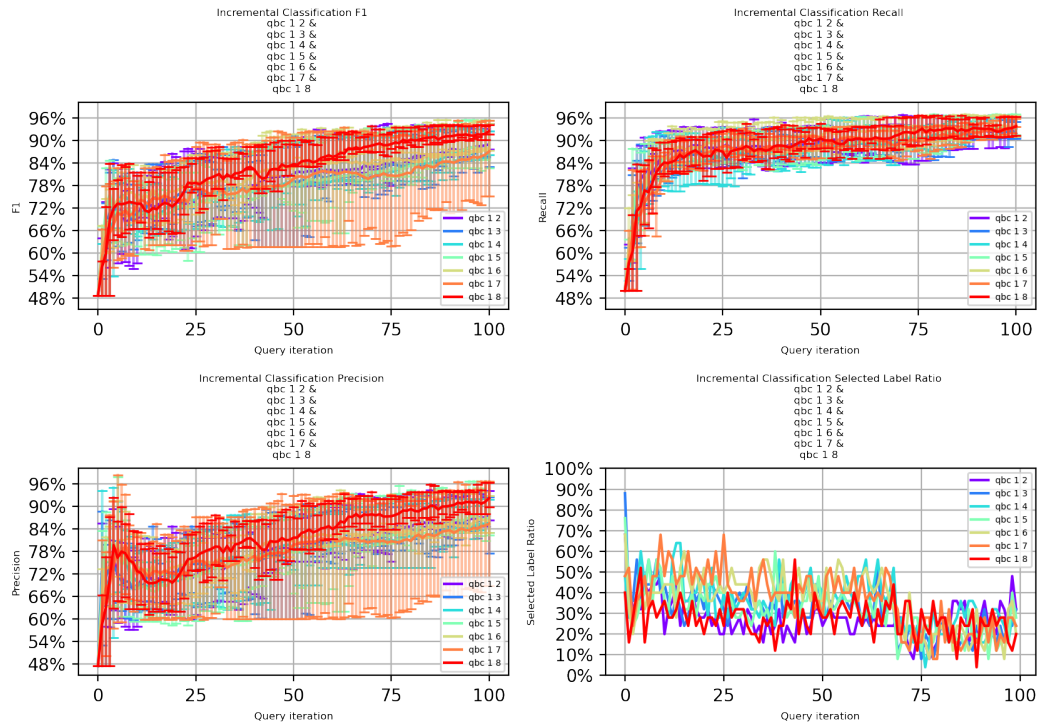 Incremental Classification F1
qbc 1 2 &
qbc 1 3 &
qbc 1 4 &
qbc 1 5 &
qbc 1 6 &
qbc 1 7 &
qbc 1 8
96%
90%
84%
78%
72%
66%
60%
54%
48%
F1
qbc 1 2
qbc 1 3
qbc 1 4
qbc 1 5
qbc 1 6
qbc 1 7
qbc 1 8
0 25 50 75 100
Query iteration
Incremental Classification Recall
qbc 1 2 &
qbc 1 3 &
qbc 1 4 &
qbc 1 5 &
qbc 1 6 &
qbc 1 7 &
qbc 1 8
96%
90%
84%
78%
72%
66%
60%
54%
48%
Recall
qbc 1 2
qbc 1 3
qbc 1 4
qbc 1 5
qbc 1 6
qbc 1 7
qbc 1 8
0 25 50 75 100
Query iteration
Incremental Classification Precision
qbc 1 2 &
qbc 1 3 &
qbc 1 4 &
qbc 1 5 &
qbc 1 6 &
qbc 1 7 &
qbc 1 8
96%
90%
84%
78%
72%
66%
60%
54%
48%
Precision
qbc 1 2
qbc 1 3
qbc 1 4
qbc 1 5
qbc 1 6
qbc 1 7
qbc 1 8
0 25 50 75 100
Query iteration
Incremental Classification Selected Label Ratio
qbc 1 2 &
qbc 1 3 &
qbc 1 4 &
qbc 1 5 &
qbc 1 6 &
qbc 1 7 &
qbc 1 8
100%
90%
80%
70%
60%
50%
40%
30%
20%
10%
0%
Selected Label Ratio
qbc 1 2
qbc 1 3
qbc 1 4
qbc 1 5
qbc 1 6
qbc 1 7
qbc 1 8
0 25 50 75 100
Query iteration